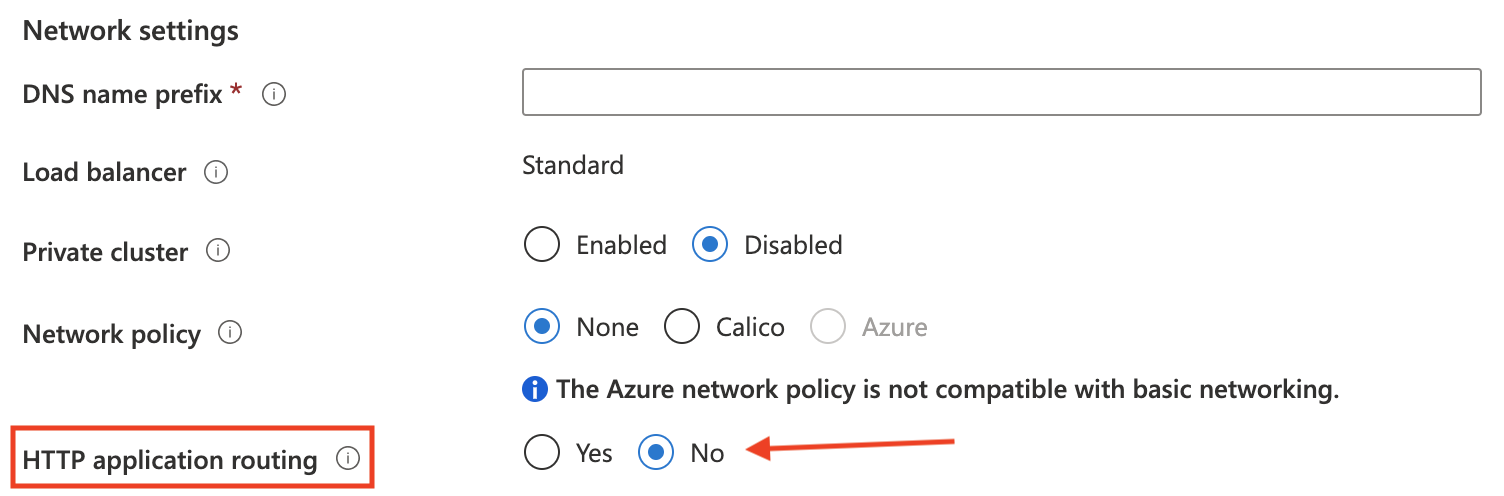 Network settings
DNS name prefix *
Load balancer Standard
Private cluster Enabled Disabled
Network policy None Calico Azure
The Azure network policy is not compatible with basic networking.
HTTP application routing Yes No